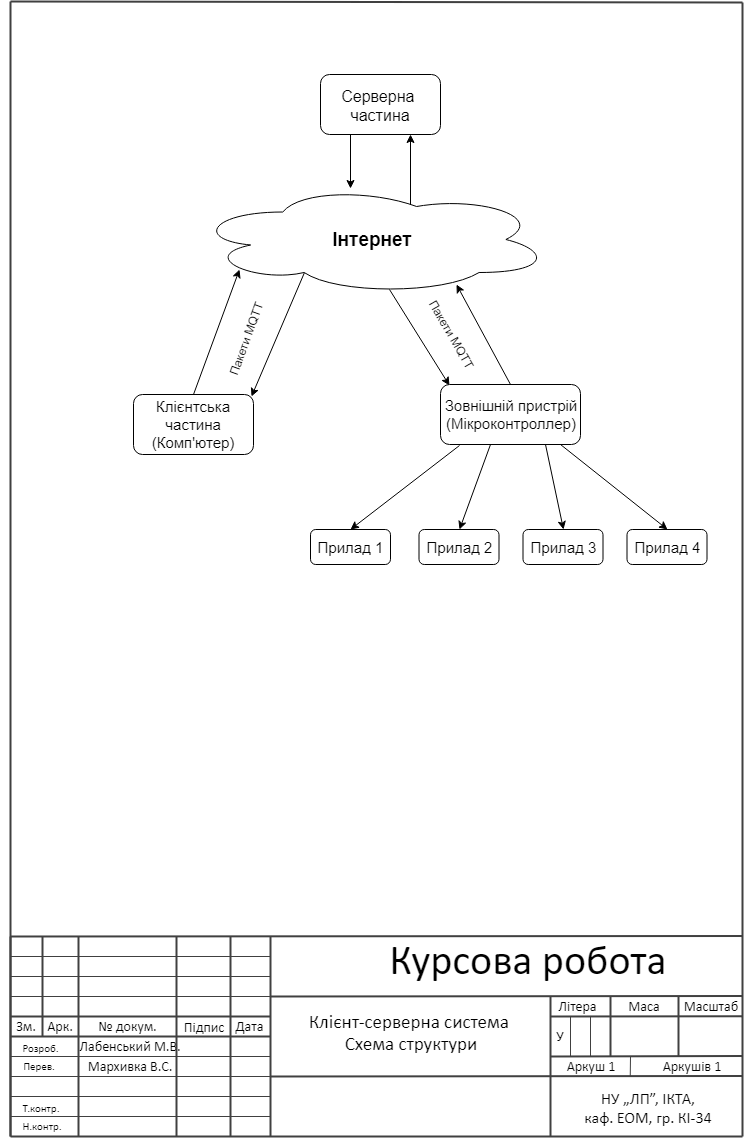 Серверна
частина
Інтернет
Пакети MQTT
Пакети MQTT
Клієнтська
частина
(Комп'ютер)
Зовнішній пристрій
(Мікроконтроллер)
Прилад 1
Прилад 2
Прилад 3
Прилад 4
Курсова робота
Літера Маса Масштаб
Зм. Арк. № докум. Підпис Дата
Клієнт-серверна система
Схема структури
У
Розроб. Лабенський М.В.
Перев. Мархивка В.С.
Аркуш 1 Аркушів 1
Т.контр.
Н.контр.
НУ „ЛП”, ІКТА,
каф. ЕОМ, гр. КІ-34